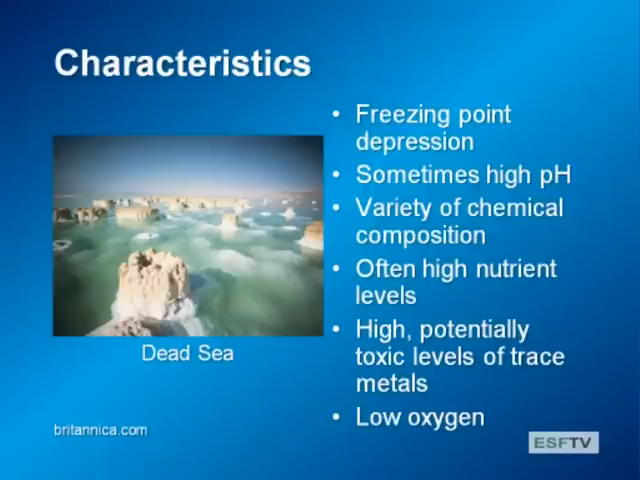 Characteristics
• Freezing point
depression
• Sometimes high pH
• Variety of chemical
composition
• Often high nutrient
levels
• High, potentially
toxic levels of trace
metals
• Low oxygen
Dead Sea
britannica.com
ESFTV